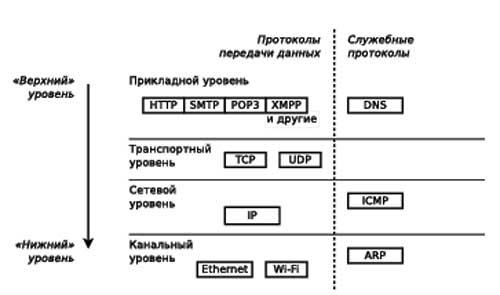 Протоколы Служебные
передачи данных протоколы
«Верхний» Прикладной уровень
уровень
HTTP SMTP POP3 XMPP DNS
и другие
Транспортный
уровень TCP UDP
Сетевой
уровень ICMP
IP
«Нижний» Канальный
уровень уровень ARP
Ethernet Wi-Fi